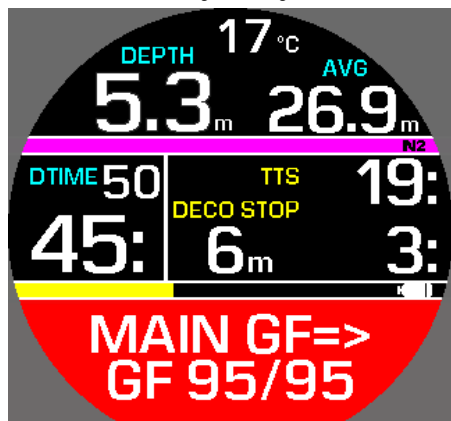 17°C
DEPTH AVG
5.3m 26.9m
N2
DTIME 50 TTS 19:
DECO STOP
45: 6m 3:
MAIN GF=>
GF 95/95